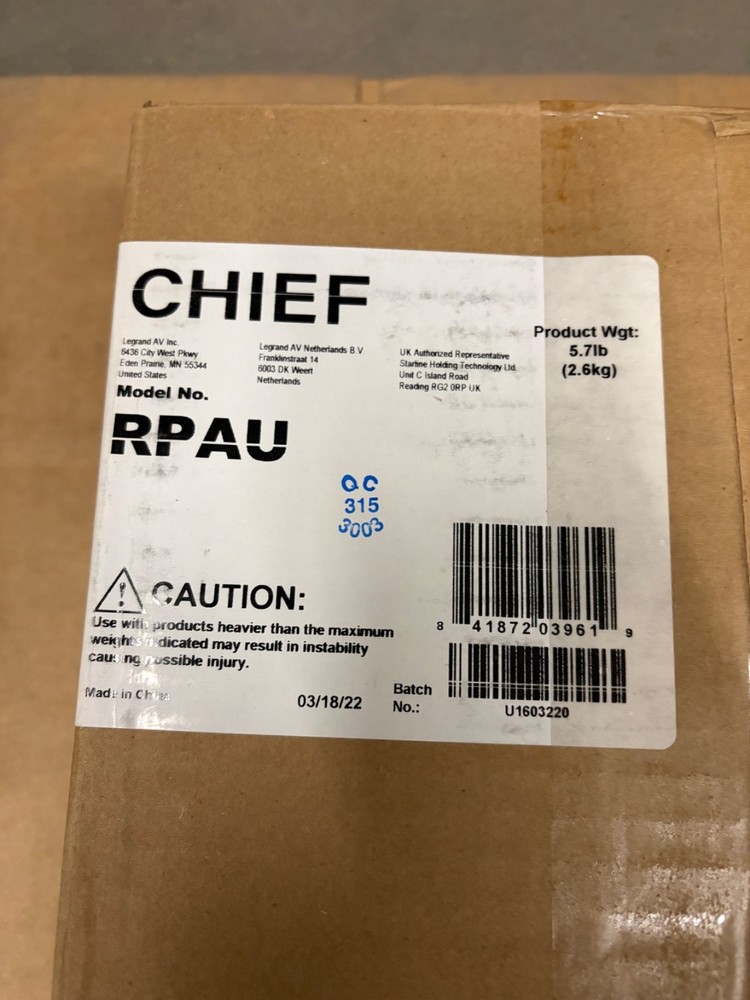 CHIEF
Legrand AV Inc.
6436 City West Pkwy
Eden Prairie, MN 55344
United States
Legrand AV Netherlands B.V
Franklinstraat 14
6003 DK Weert
Netherlands
UK Authorized Representative
Starline Holding Technology Ltd.
Unit C Island Road
Reading RG2 0RP UK
Product Wgt:
5.7lb
(2.6kg)
Model No.
RPAU
QC
315
3003
CAUTION:
Use with products heavier than the maximum
weights indicated may result in instability
causing possible injury.
Made in China
03/18/22
8 41872 03961 9
Batch
No.:
U1603220